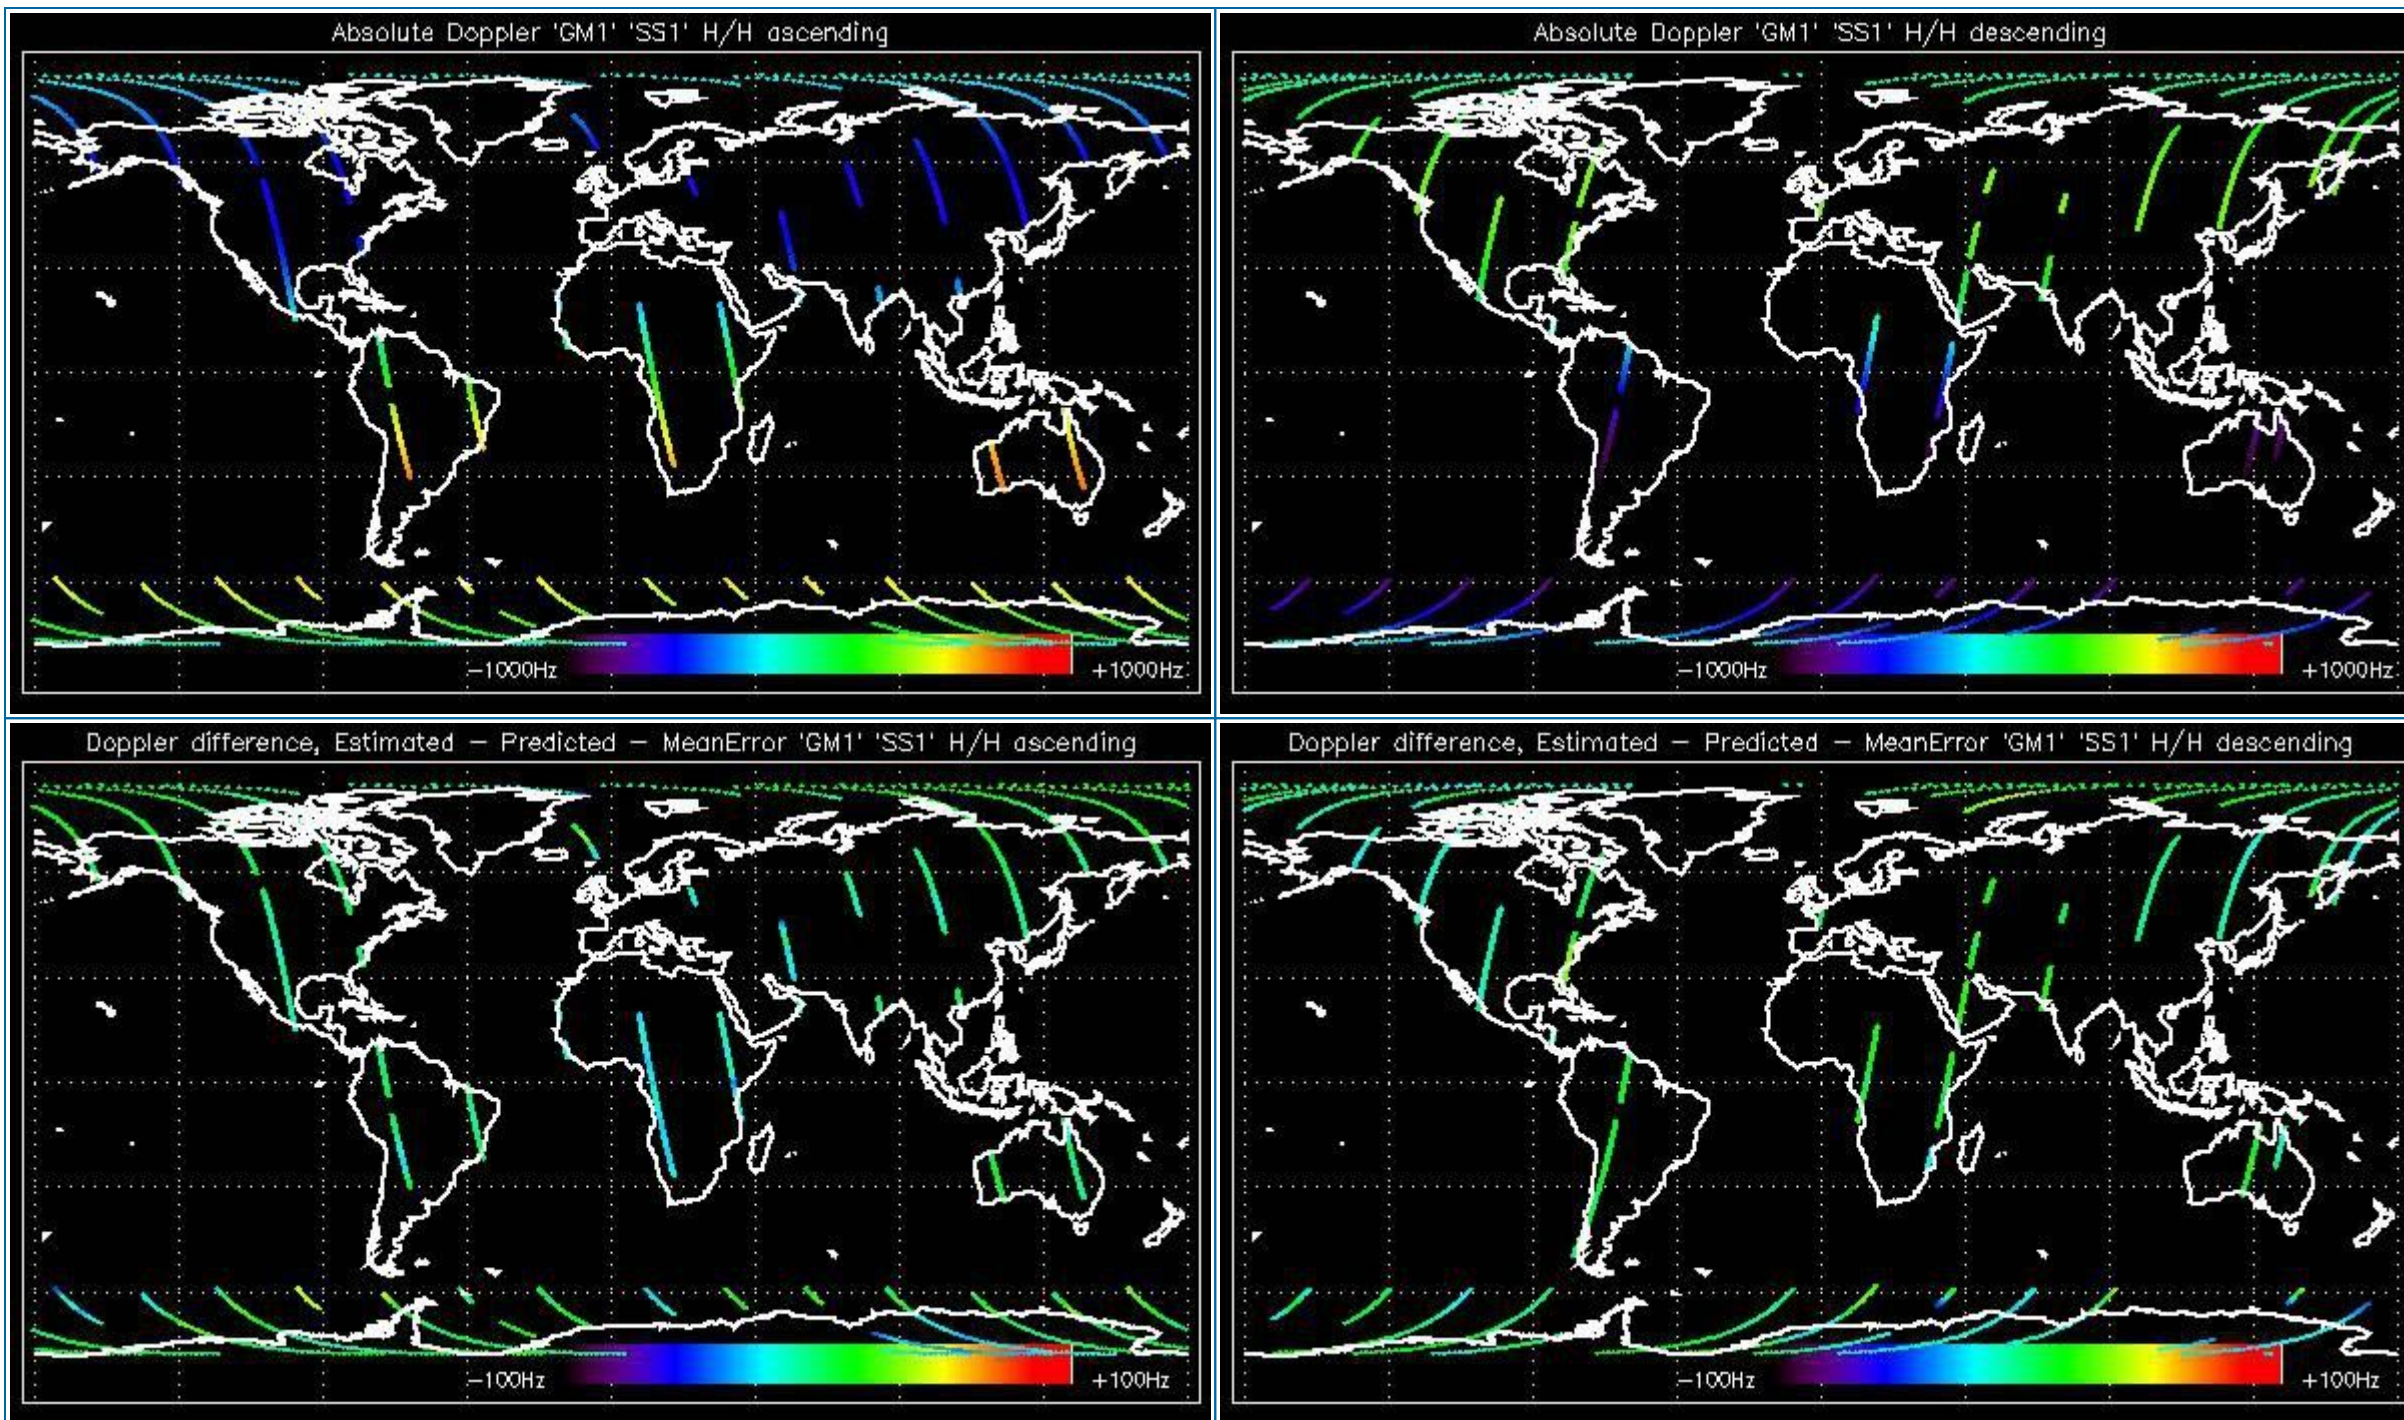 Absolute Doppler 'GM1' 'SS1' H/H ascending
−1000Hz
+1000Hz
Absolute Doppler 'GM1' 'SS1' H/H descending
−1000Hz
+1000Hz
Doppler difference, Estimated − Predicted − MeanError 'GM1' 'SS1' H/H ascending
−100Hz
+100Hz
Doppler difference, Estimated − Predicted − MeanError 'GM1' 'SS1' H/H descending
−100Hz
+100Hz